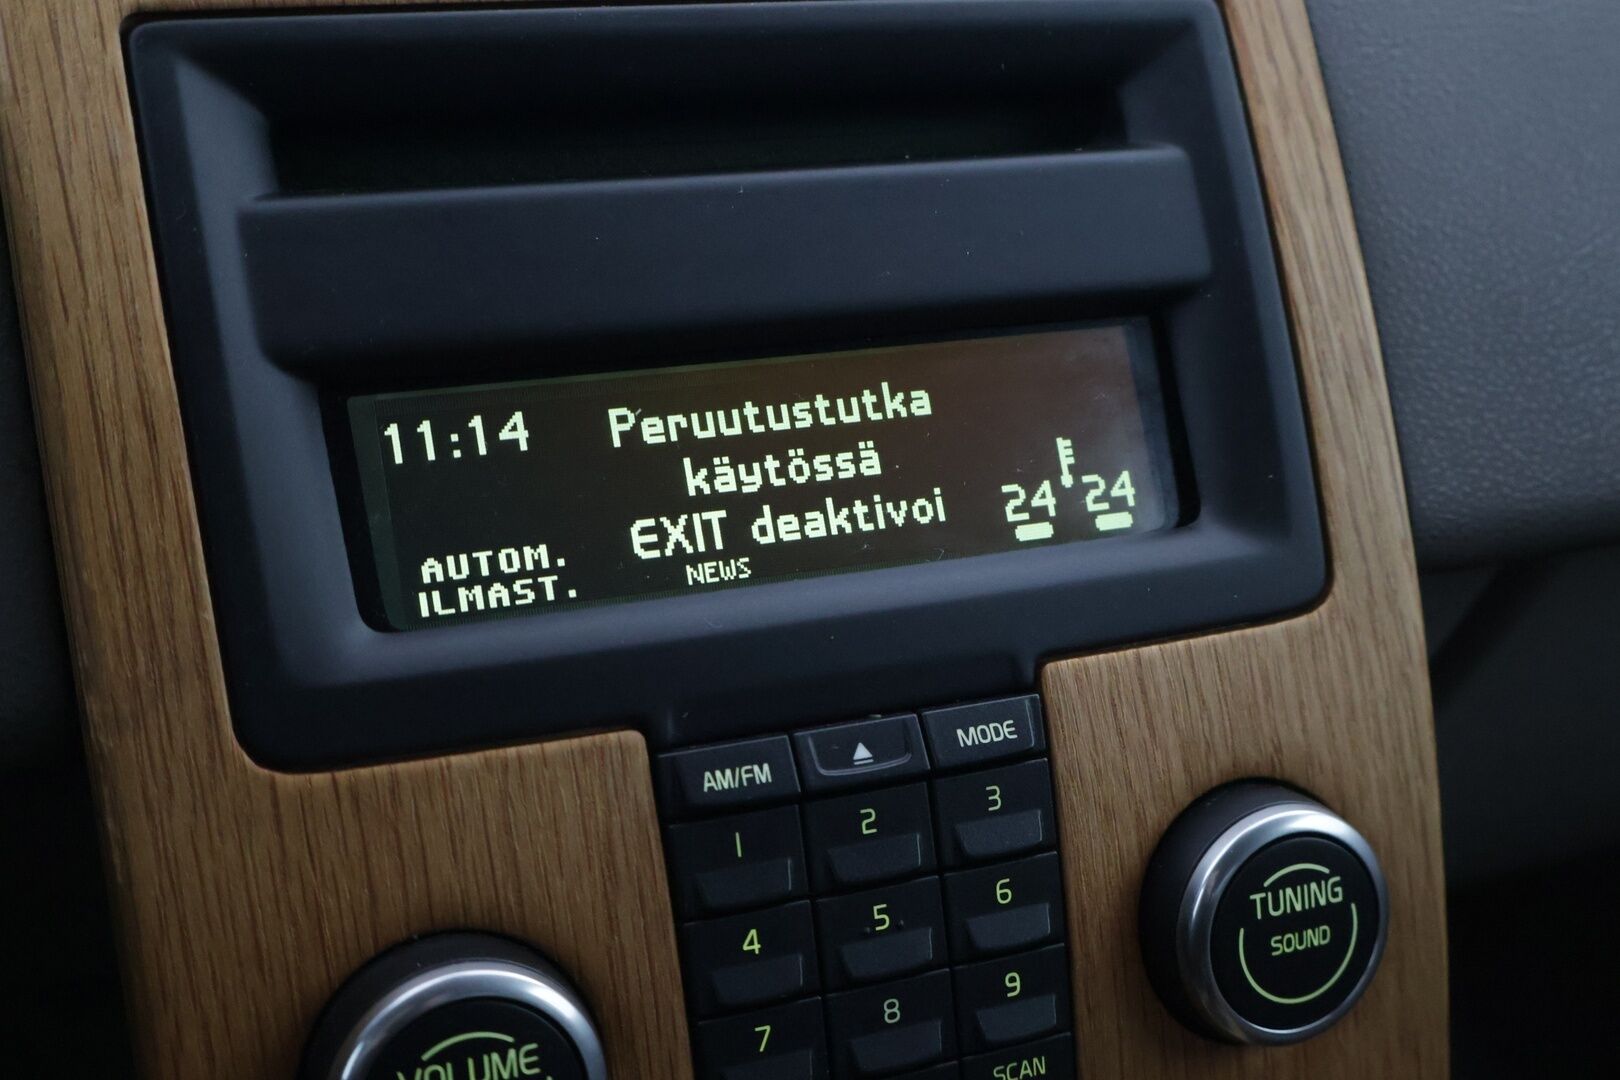 11:14
Peruutustutka
käytössä
EXIT deaktivoi
24 24
AUTOM.
ILMAST.
NEWS
AM/FM
MODE
1 2 3
4 5 6
7 8 9
SCAN
TUNING
SOUND
VOLUME